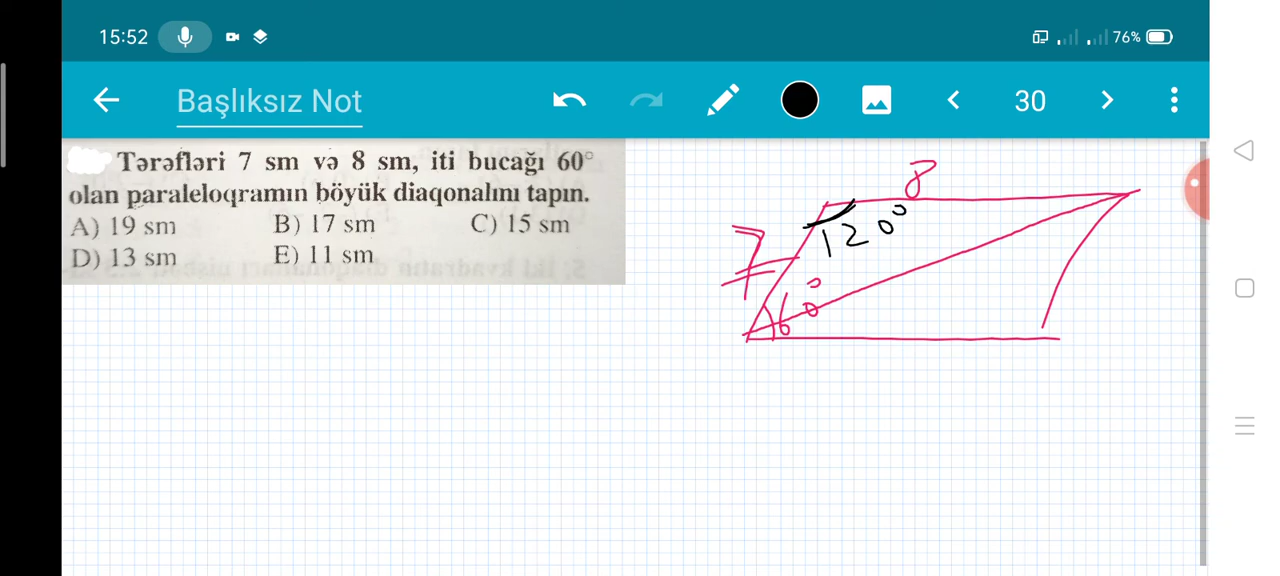 15:52
76%
Başlıksız Not
30
Tərəfləri 7 sm və 8 sm, iti bucağı 60°
olan paraleloqramın böyük diaqonalını tapın.
A) 19 sm B) 17 sm C) 15 sm
D) 13 sm E) 11 sm
8
120°
7
60°